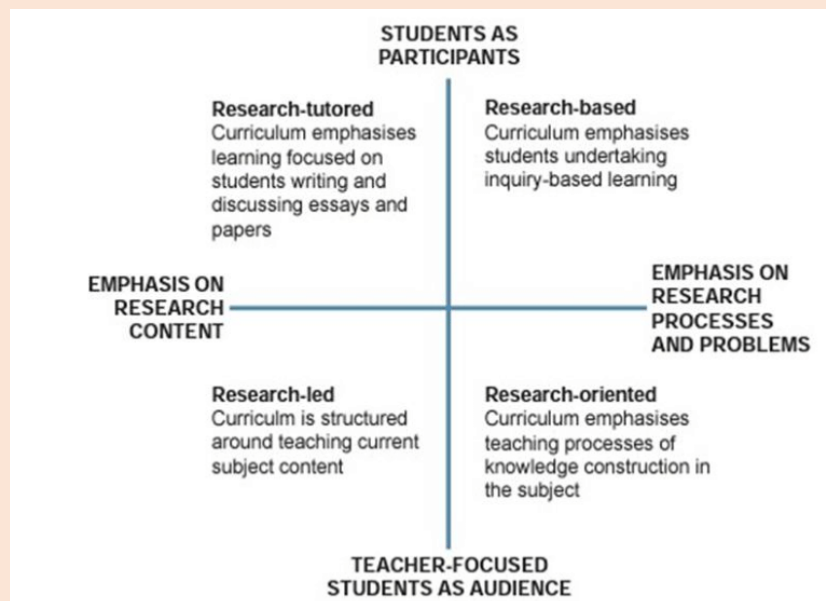 STUDENTS AS
PARTICIPANTS
Research-tutored
Curriculum emphasises
learning focused on
students writing and
discussing essays and
papers
Research-based
Curriculum emphasises
students undertaking
inquiry-based learning
EMPHASIS ON
RESEARCH
CONTENT
EMPHASIS ON
RESEARCH
PROCESSES
AND PROBLEMS
Research-led
Curriculm is structured
around teaching current
subject content
Research-oriented
Curriculum emphasises
teaching processes of
knowledge construction in
the subject
TEACHER-FOCUSED
STUDENTS AS AUDIENCE